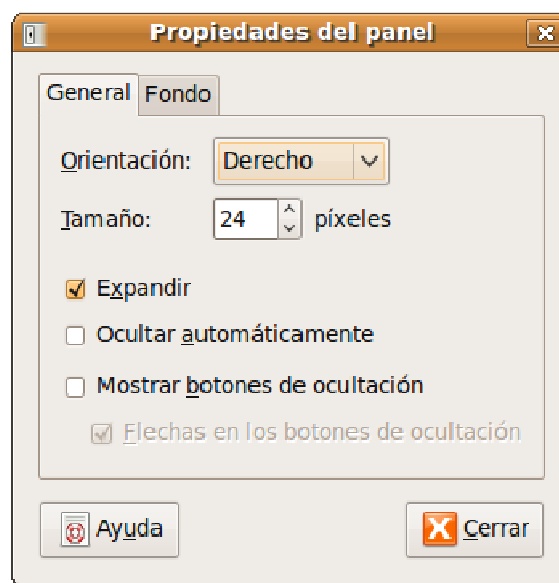 Propiedades del panel
General Fondo
Orientación: Derecho
Tamaño: 24 píxeles
Expandir
Ocultar automáticamente
Mostrar botones de ocultación
Flechas en los botones de ocultación
Ayuda Cerrar